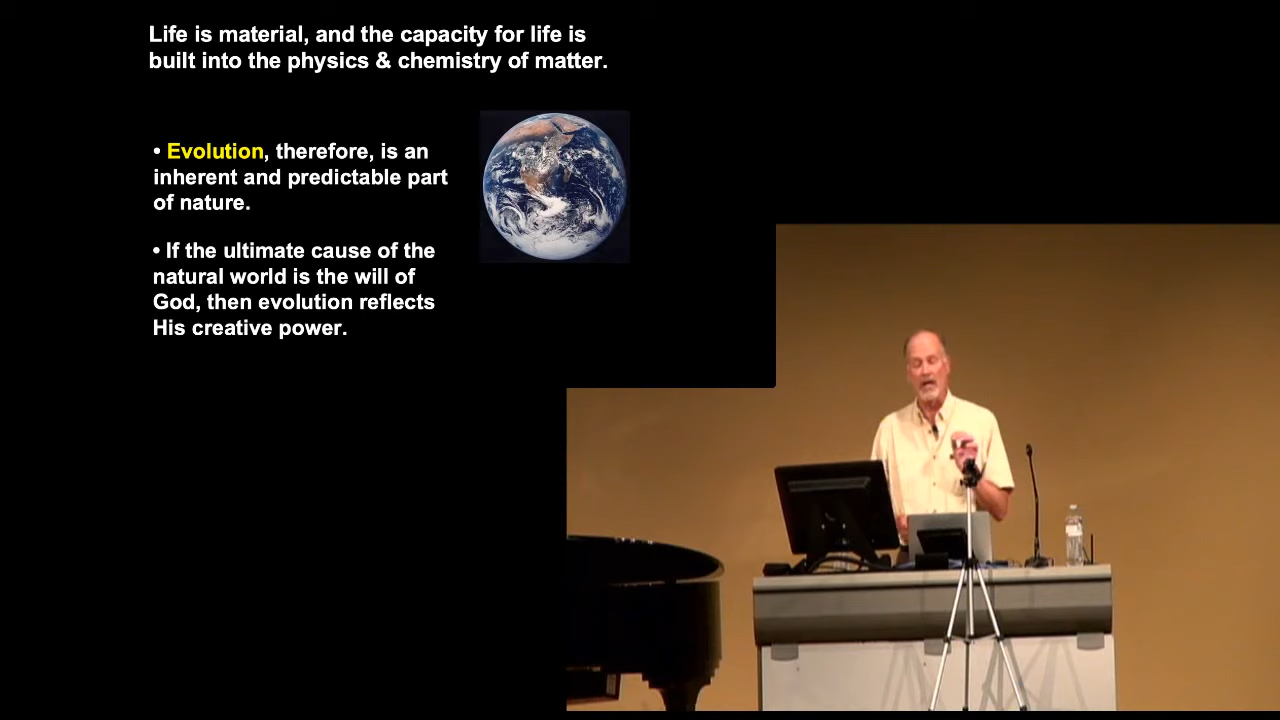 Life is material, and the capacity for life is
built into the physics & chemistry of matter.
• Evolution, therefore, is an
inherent and predictable part
of nature.
• If the ultimate cause of the
natural world is the will of
God, then evolution reflects
His creative power.